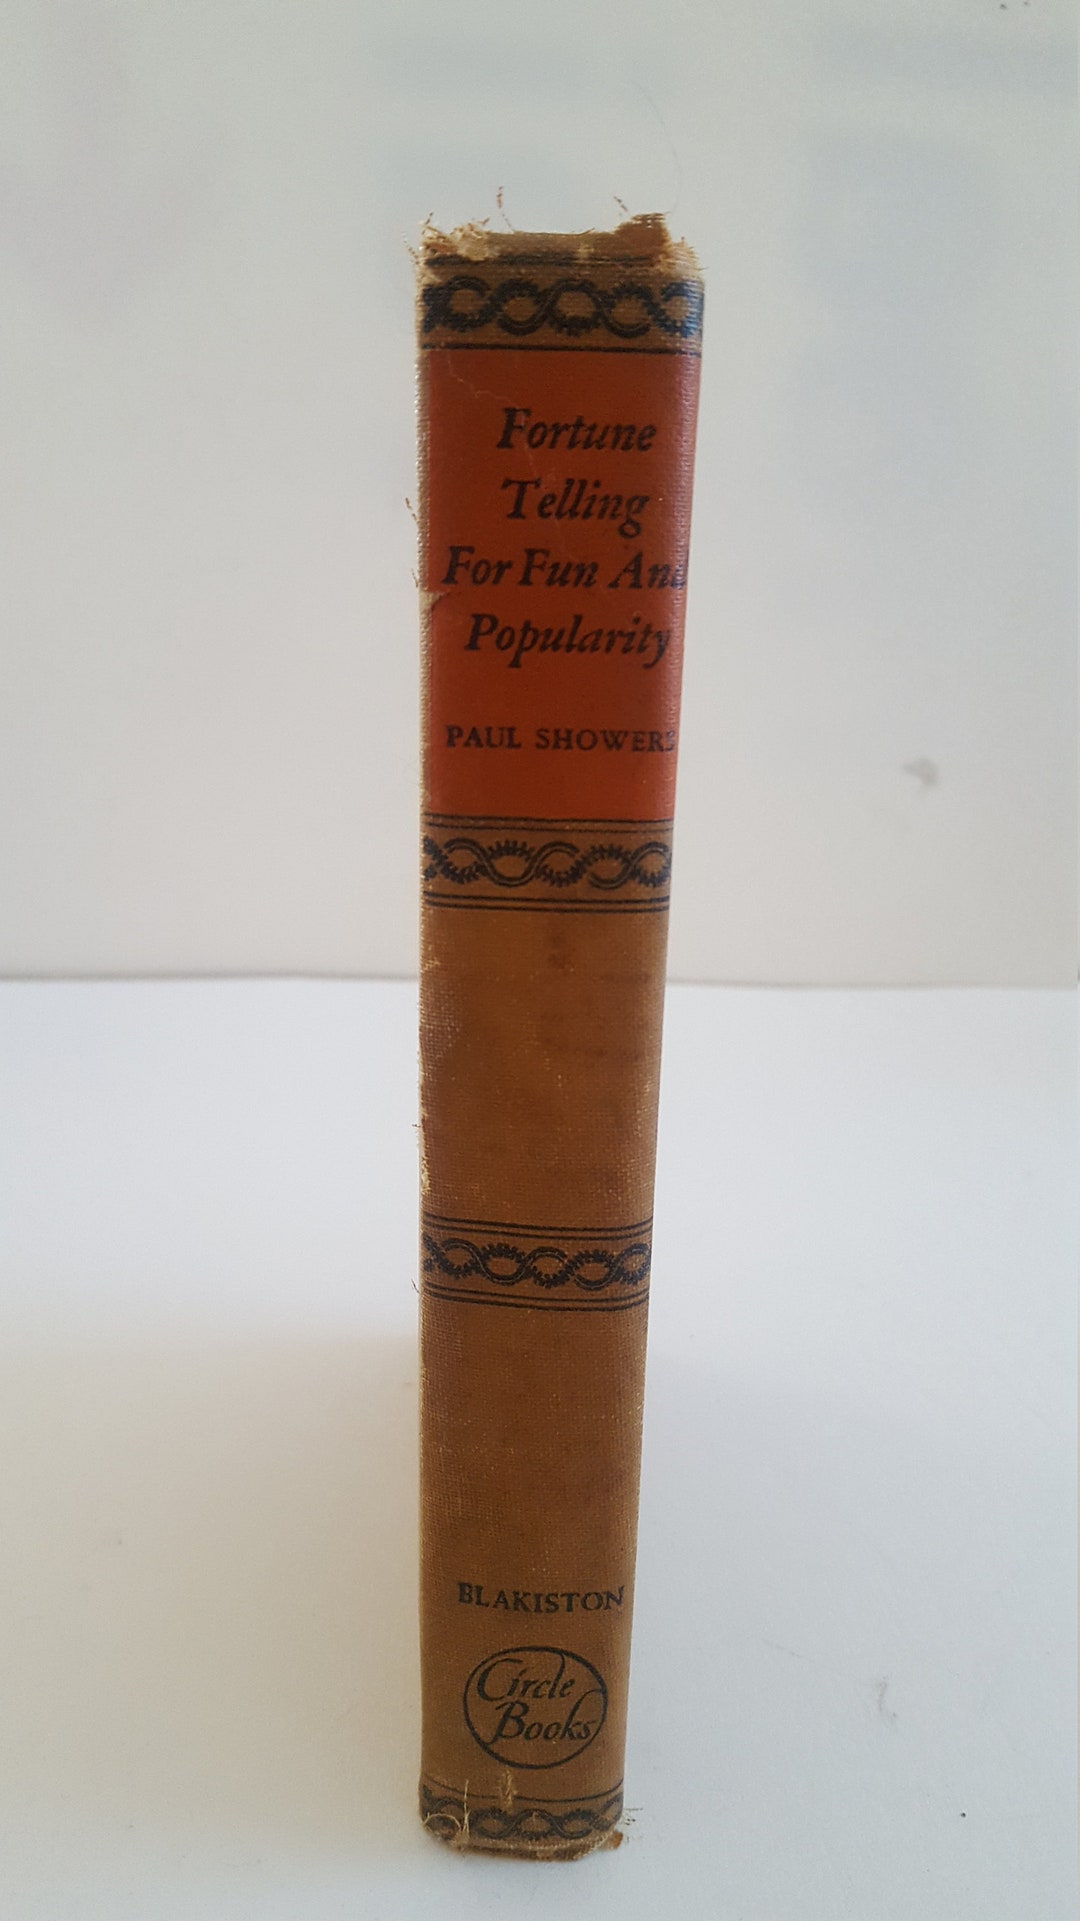 Fortune
Telling
For Fun And
Popularity
PAUL SHOWERS
BLAKISTON
Circle
Books